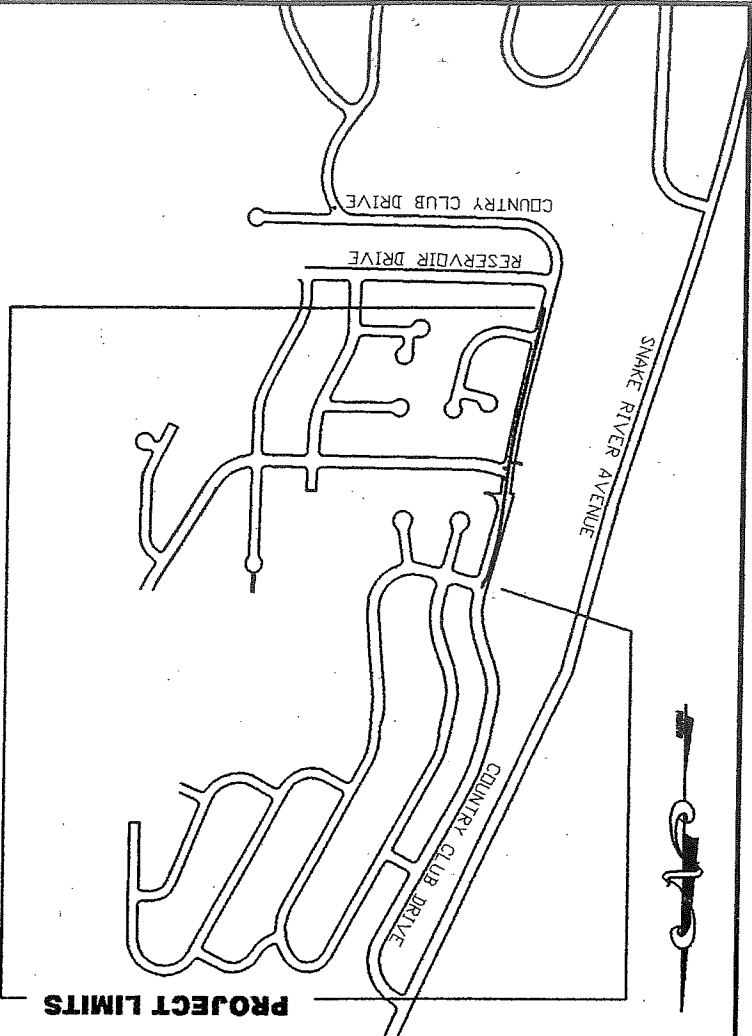 COUNTRY CLUB DRIVE
RESERVOIR DRIVE
SNAKE RIVER AVENUE
COUNTRY CLUB DRIVE
PROJECT LIMITS